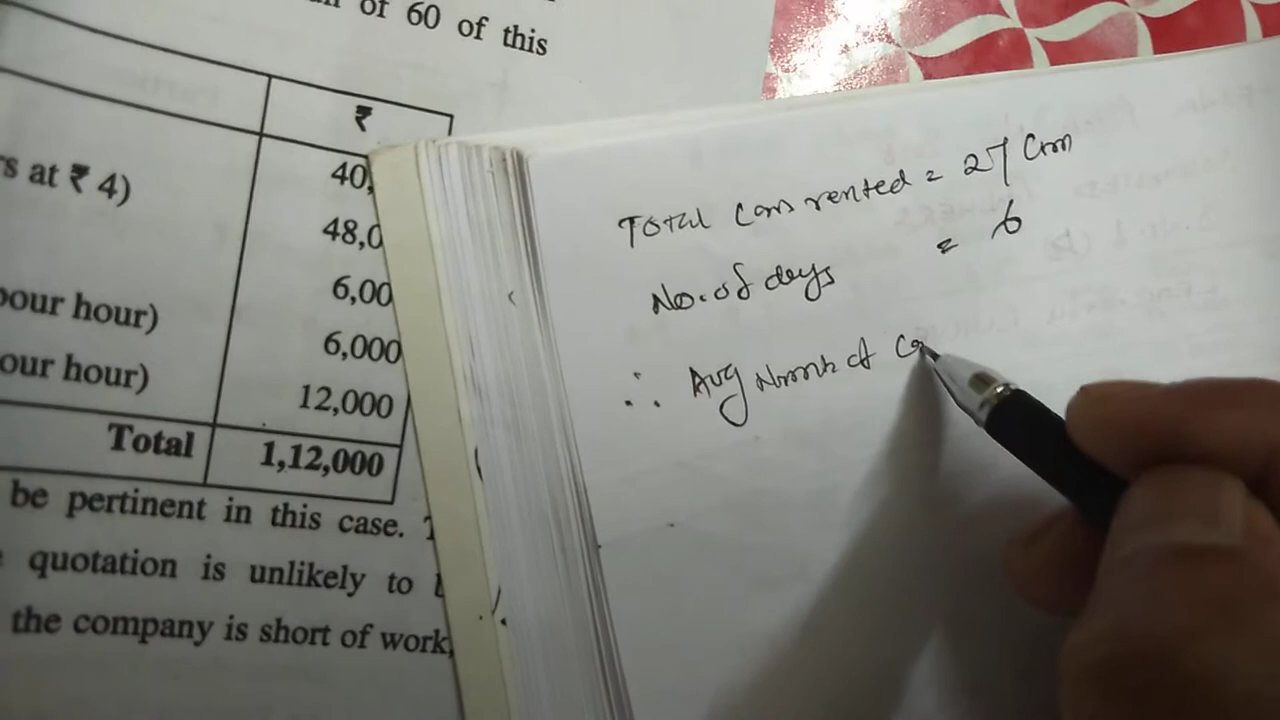 of 60 of this
₹
s at ₹ 4)
40,
48,0
6,00
our hour)
6,000
our hour)
12,000
Total
1,12,000
be pertinent in this case.
quotation is unlikely to
the company is short of work,
Total Cars rented = 27 Cars
No. of days = 6
∴ Avg Numb of Ca